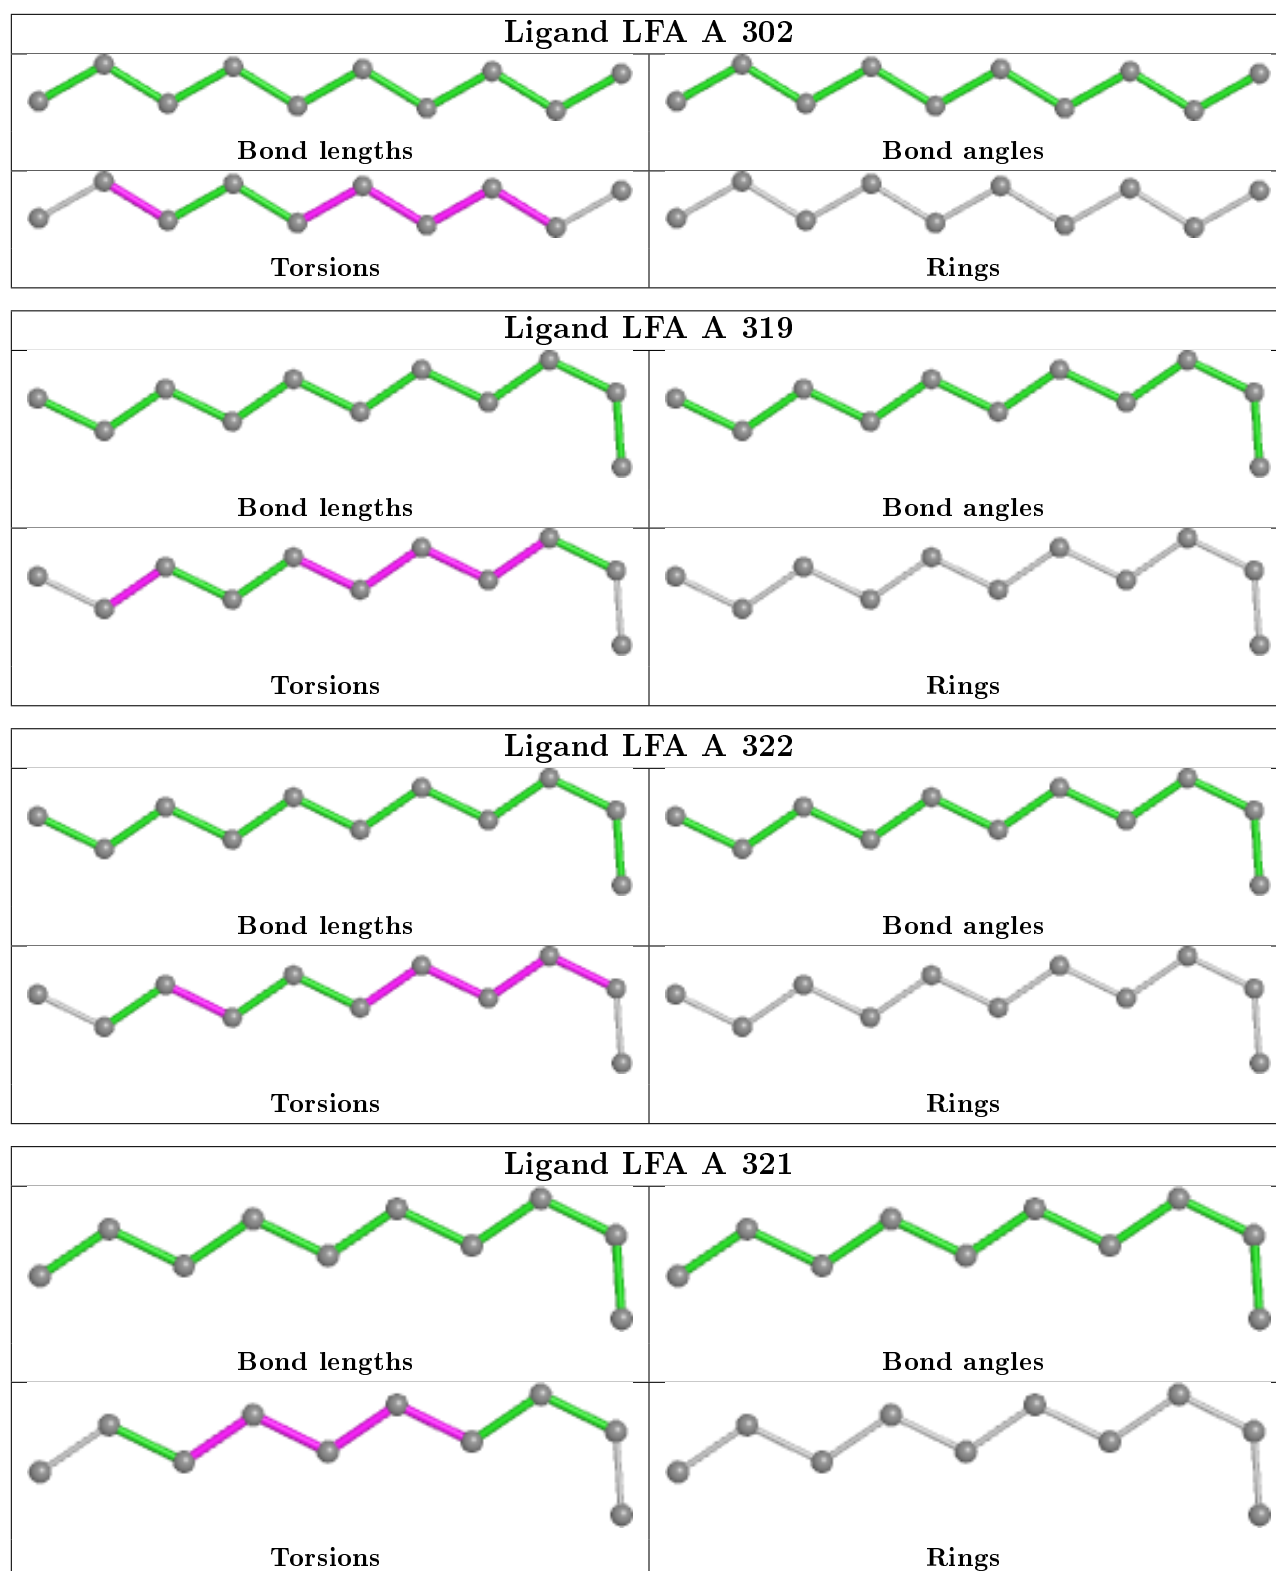 Ligand LFA A 302
Bond lengths
Bond angles
Torsions
Rings
Ligand LFA A 319
Bond lengths
Bond angles
Torsions
Rings
Ligand LFA A 322
Bond lengths
Bond angles
Torsions
Rings
Ligand LFA A 321
Bond lengths
Bond angles
Torsions
Rings